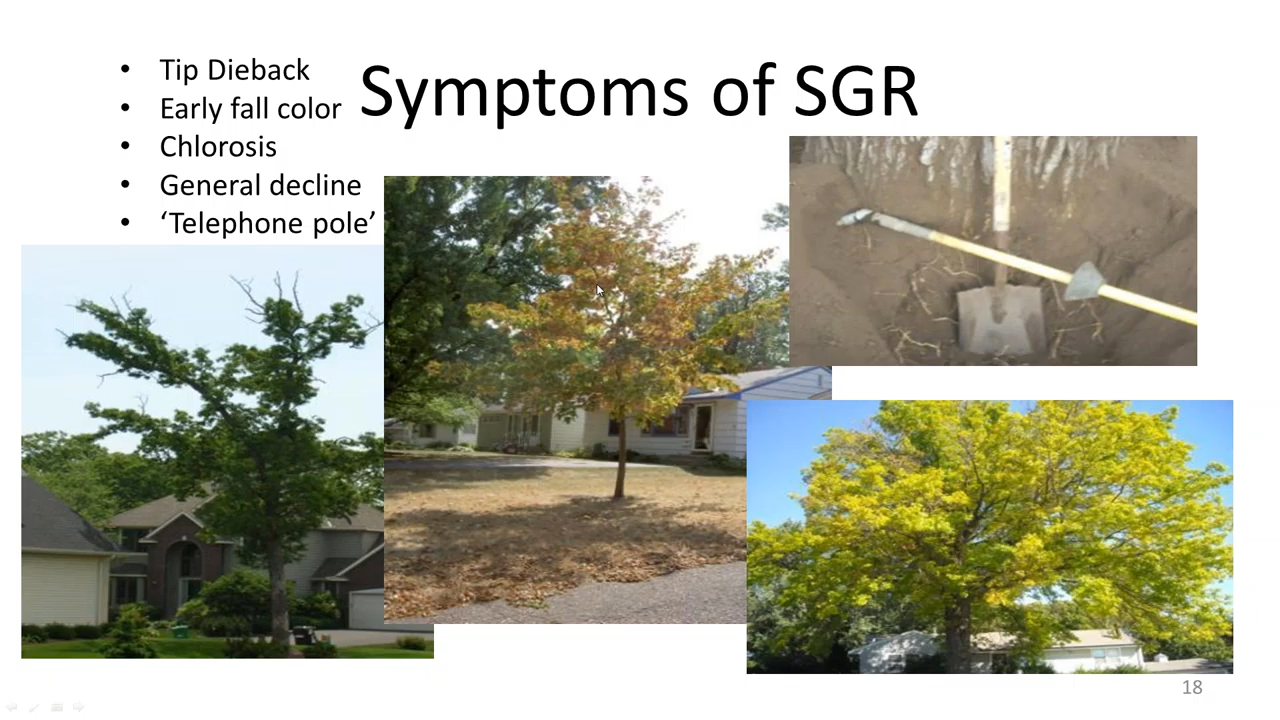 Symptoms of SGR
• Tip Dieback
• Early fall color
• Chlorosis
• General decline
• ‘Telephone pole’
18